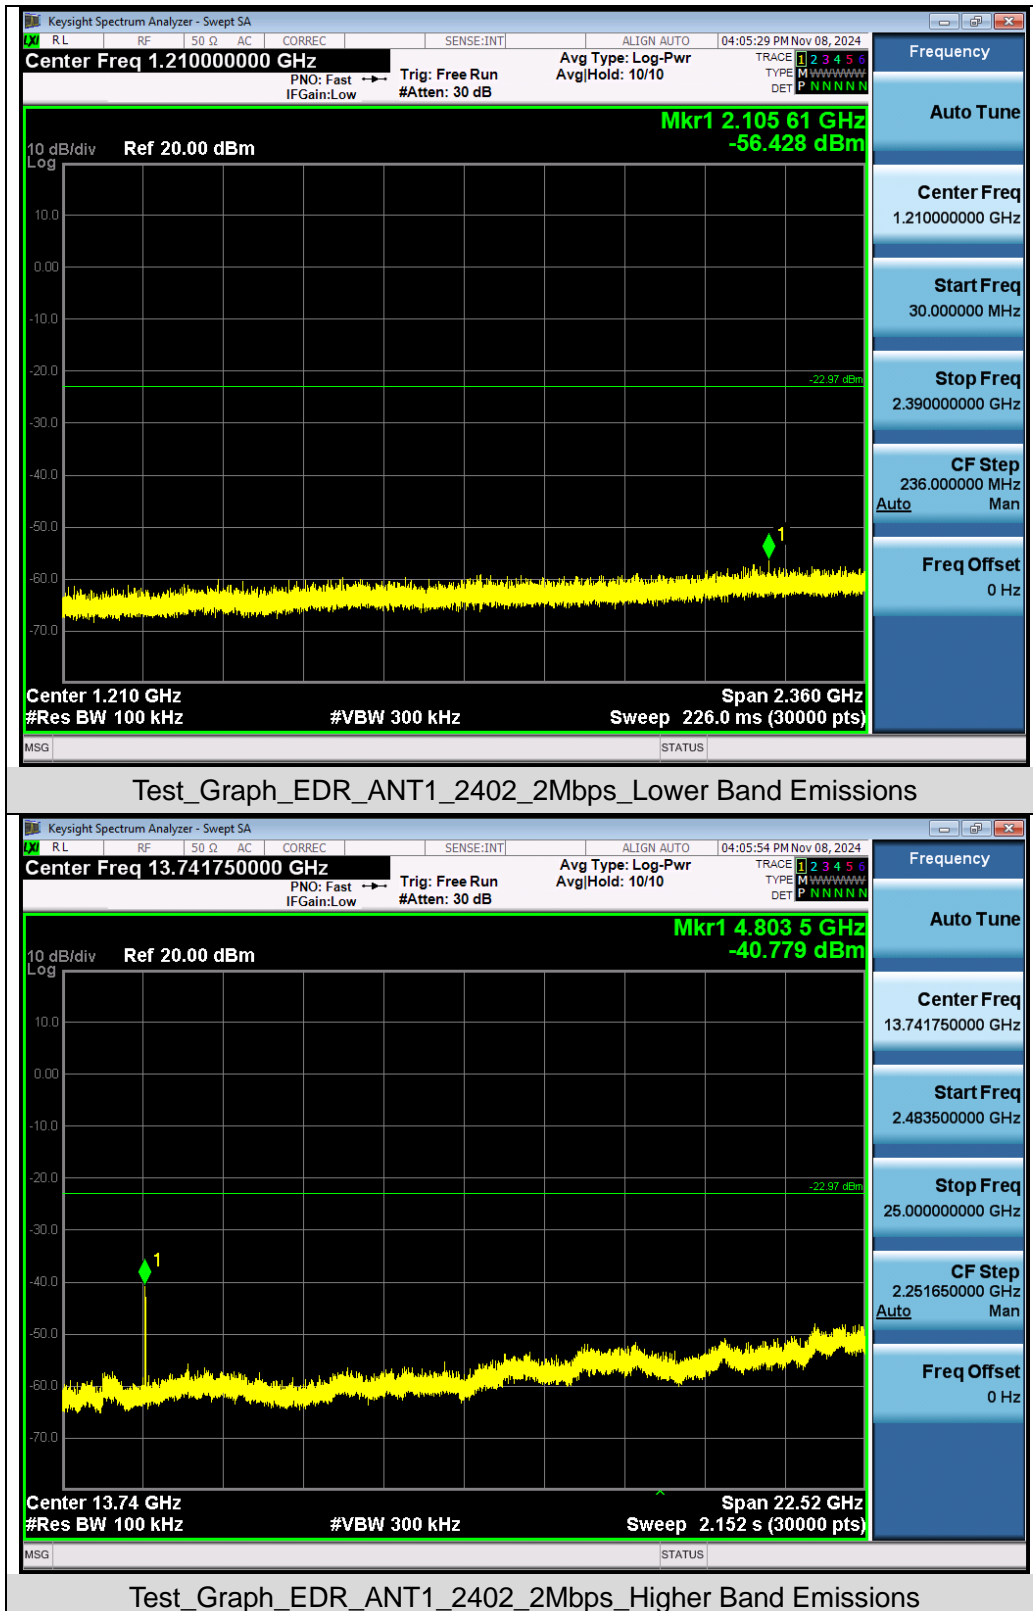 Keysight Spectrum Analyzer - Swept SA
LXI RL RF 50 Ω AC CORREC SENSE:INT ALIGN AUTO 04:05:29 PM Nov 08, 2024
Center Freq 1.210000000 GHz
PNO: Fast
IFGain:Low
Trig: Free Run
#Atten: 30 dB
Avg Type: Log-Pwr
Avg|Hold: 10/10
TRACE 1 2 3 4 5 6
TYPE M WWWWW
DET P N N N N N
Frequency
Mkr1 2.105 61 GHz
-56.428 dBm
10 dB/div Ref 20.00 dBm
Log
10.0
0.00
-10.0
-20.0
-22.97 dBm
-30.0
-40.0
-50.0
1
-60.0
-70.0
Center 1.210 GHz Span 2.360 GHz
#Res BW 100 kHz #VBW 300 kHz Sweep 226.0 ms (30000 pts)
MSG STATUS
Auto Tune
Center Freq
1.210000000 GHz
Start Freq
30.000000 MHz
Stop Freq
2.390000000 GHz
CF Step
236.000000 MHz
Auto Man
Freq Offset
0 Hz
Test_Graph_EDR_ANT1_2402_2Mbps_Lower Band Emissions
Keysight Spectrum Analyzer - Swept SA
LXI RL RF 50 Ω AC CORREC SENSE:INT ALIGN AUTO 04:05:54 PM Nov 08, 2024
Center Freq 13.741750000 GHz
PNO: Fast
IFGain:Low
Trig: Free Run
#Atten: 30 dB
Avg Type: Log-Pwr
Avg|Hold: 10/10
TRACE 1 2 3 4 5 6
TYPE M WWWWW
DET P N N N N N
Frequency
Mkr1 4.803 5 GHz
-40.779 dBm
10 dB/div Ref 20.00 dBm
Log
10.0
0.00
-10.0
-20.0
-22.97 dBm
-30.0
1
-40.0
-50.0
-60.0
-70.0
Center 13.74 GHz Span 22.52 GHz
#Res BW 100 kHz #VBW 300 kHz Sweep 2.152 s (30000 pts)
MSG STATUS
Auto Tune
Center Freq
13.741750000 GHz
Start Freq
2.483500000 GHz
Stop Freq
25.000000000 GHz
CF Step
2.251650000 GHz
Auto Man
Freq Offset
0 Hz
Test_Graph_EDR_ANT1_2402_2Mbps_Higher Band Emissions